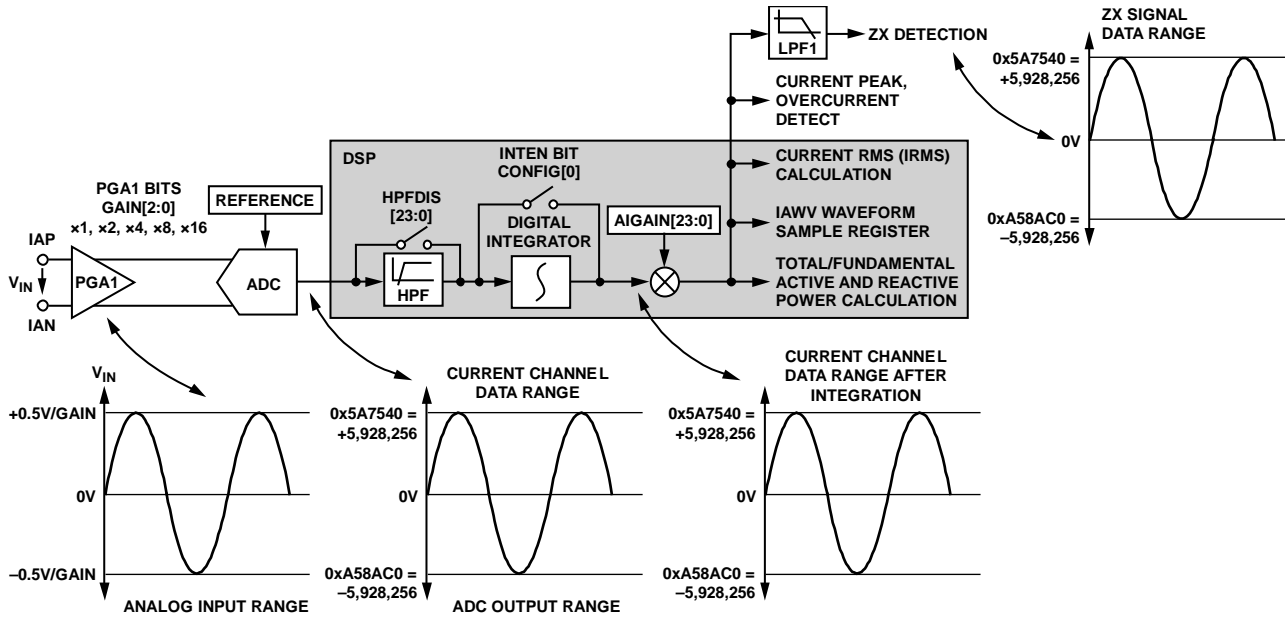 ZX SIGNAL
DATA RANGE
LPF1
ZX DETECTION
0x5A7540 =
+5,928,256
0V
0xA58AC0 =
–5,928,256
CURRENT PEAK,
OVERCURRENT
DETECT
DSP
INTEN BIT
CONFIG[0]
CURRENT RMS (IRMS)
CALCULATION
PGA1 BITS
GAIN[2:0]
×1, ×2, ×4, ×8, ×16
REFERENCE
HPFDIS
[23:0]
DIGITAL
INTEGRATOR
AIGAIN[23:0]
IAWV WAVEFORM
SAMPLE REGISTER
IAP
VIN
IAN
PGA1
ADC
HPF
TOTAL/FUNDAMENTAL
ACTIVE AND REACTIVE
POWER CALCULATION
VIN
+0.5V/GAIN
0V
–0.5V/GAIN
ANALOG INPUT RANGE
CURRENT CHANNEL
DATA RANGE
0x5A7540 =
+5,928,256
0V
0xA58AC0 =
–5,928,256
ADC OUTPUT RANGE
CURRENT CHANNEL
DATA RANGE AFTER
INTEGRATION
0x5A7540 =
+5,928,256
0V
0xA58AC0 =
–5,928,256